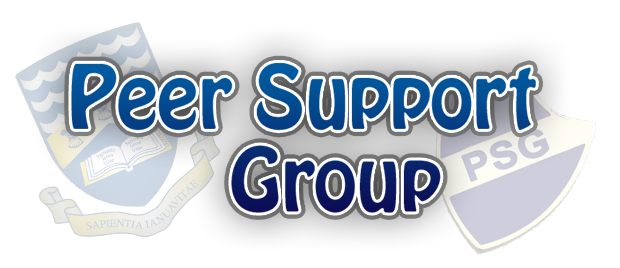 Peer Support
Group
PSG
SAPIENTIA IANUA VITAE